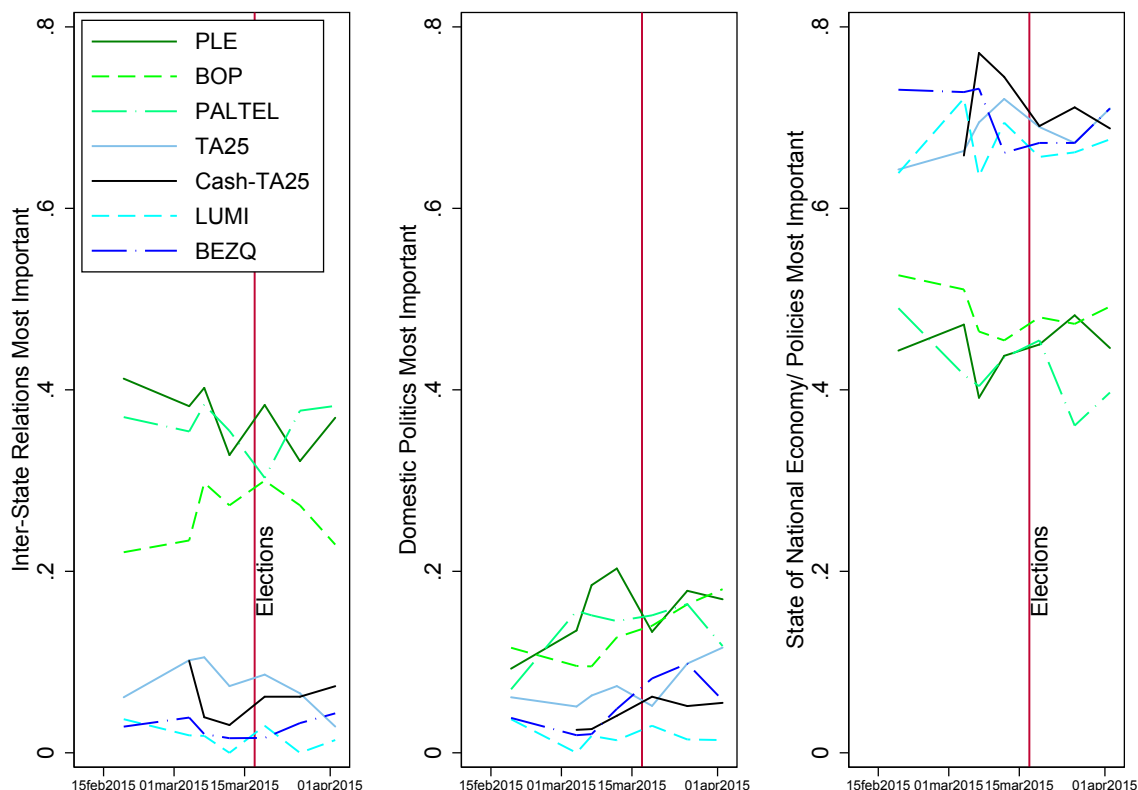 Inter-State Relations Most Important
0
.2
.4
.6
.8
PLE
BOP
PALTEL
TA25
Cash-TA25
LUMI
BEZQ
Elections
15feb2015
01mar2015
15mar2015
01apr2015
Domestic Politics Most Important
0
.2
.4
.6
.8
15feb2015
01mar2015
15mar2015
01apr2015
State of National Economy/ Policies Most Important
0
.2
.4
.6
.8
Elections
15feb2015
01mar2015
15mar2015
01apr2015